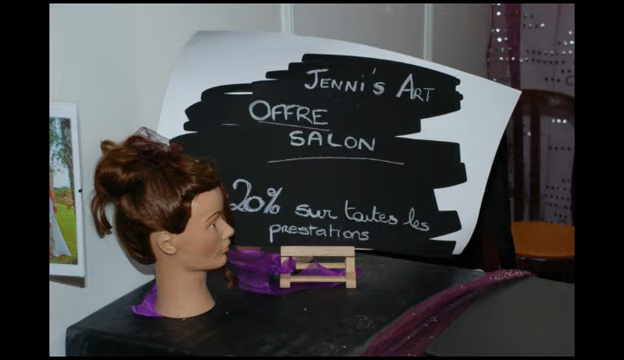 Jenni's Art
Offre
Salon
20% sur toutes les
prestations